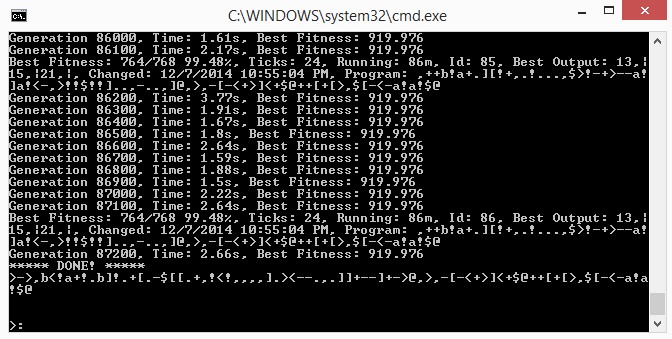 C:\WINDOWS\system32\cmd.exe
Generation 86000, Time: 1.61s, Best Fitness: 919.976
Generation 86100, Time: 2.17s, Best Fitness: 919.976
Best Fitness: 764/768 99.48%, Ticks: 24, Running: 86m, Id: 85, Best Output: 13,¦
15,¦21,¦, Changed: 12/7/2014 10:55:04 PM, Program: ,++b!a+.][!+,.!...,$>!-+>--a!
]a!<-,>!!$!!]..,-..,]@,>,-[-<+>]<+$@++[+[>,$[-<-a!a!$@
Generation 86200, Time: 3.77s, Best Fitness: 919.976
Generation 86300, Time: 1.91s, Best Fitness: 919.976
Generation 86400, Time: 1.67s, Best Fitness: 919.976
Generation 86500, Time: 1.8s, Best Fitness: 919.976
Generation 86600, Time: 2.64s, Best Fitness: 919.976
Generation 86700, Time: 1.59s, Best Fitness: 919.976
Generation 86800, Time: 1.88s, Best Fitness: 919.976
Generation 86900, Time: 1.5s, Best Fitness: 919.976
Generation 87000, Time: 2.22s, Best Fitness: 919.976
Generation 87100, Time: 2.64s, Best Fitness: 919.976
Best Fitness: 764/768 99.48%, Ticks: 24, Running: 86m, Id: 86, Best Output: 13,¦
15,¦21,¦, Changed: 12/7/2014 10:55:04 PM, Program: ,++b!a+.][!+,.!...,$>!-+>--a!
]a!<-,>!!$!!]..,-..,]@,>,-[-<+>]<+$@++[+[>,$[-<-a!a!$@
Generation 87200, Time: 2.66s, Best Fitness: 919.976
***** DONE! *****
>->,b<!a+!.b]!.+[.-$[[.+,!<!,,,,].><--.,.]]+--]+->@,>,-[-<+>]<+$@++[+[>,$[-<-a!a
!$@
>: